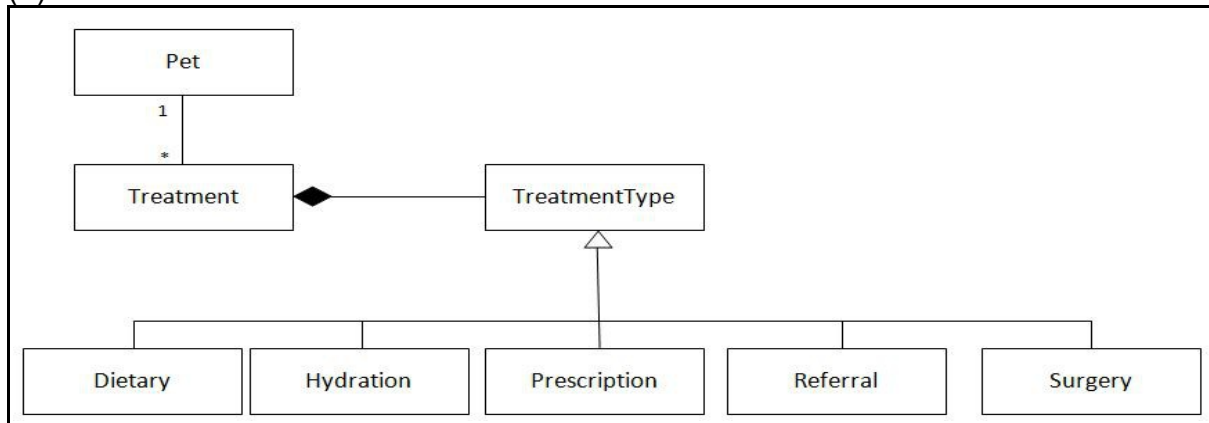 Pet
1
*
Treatment
TreatmentType
Dietary
Hydration
Prescription
Referral
Surgery